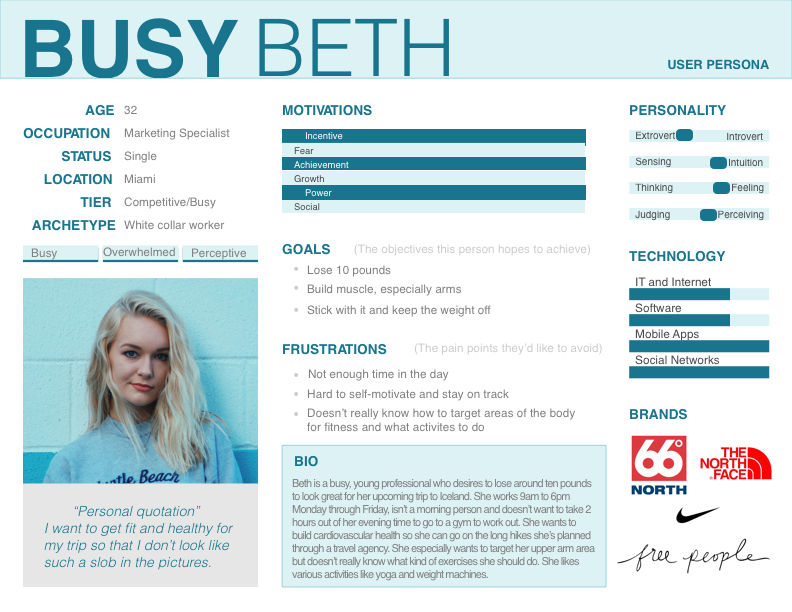 BUSY BETH
USER PERSONA
AGE 32
OCCUPATION Marketing Specialist
STATUS Single
LOCATION Miami
TIER Competitive/Busy
ARCHETYPE White collar worker
Busy Overwhelmed Perceptive
tle Beach
“Personal quotation”
I want to get fit and healthy for
my trip so that I don’t look like
such a slob in the pictures.
MOTIVATIONS
Incentive
Fear
Achievement
Growth
Power
Social
GOALS (The objectives this person hopes to achieve)
• Lose 10 pounds
• Build muscle, especially arms
• Stick with it and keep the weight off
FRUSTRATIONS (The pain points they’d like to avoid)
• Not enough time in the day
• Hard to self-motivate and stay on track
• Doesn’t really know how to target areas of the body
for fitness and what activites to do
BIO
Beth is a busy, young professional who desires to lose around ten pounds
to look great for her upcoming trip to Iceland. She works 9am to 6pm
Monday through Friday, isn’t a morning person and doesn’t want to take 2
hours out of her evening time to go to a gym to work out. She wants to
build cardiovascular health so she can go on the long hikes she’s planned
through a travel agency. She especially wants to target her upper arm area
but doesn’t really know what kind of exercises she should do. She likes
various activities like yoga and weight machines.
PERSONALITY
Extrovert Introvert
Sensing Intuition
Thinking Feeling
Judging Perceiving
TECHNOLOGY
IT and Internet
Software
Mobile Apps
Social Networks
BRANDS
66°
NORTH
THE
NORTH
FACE
free people